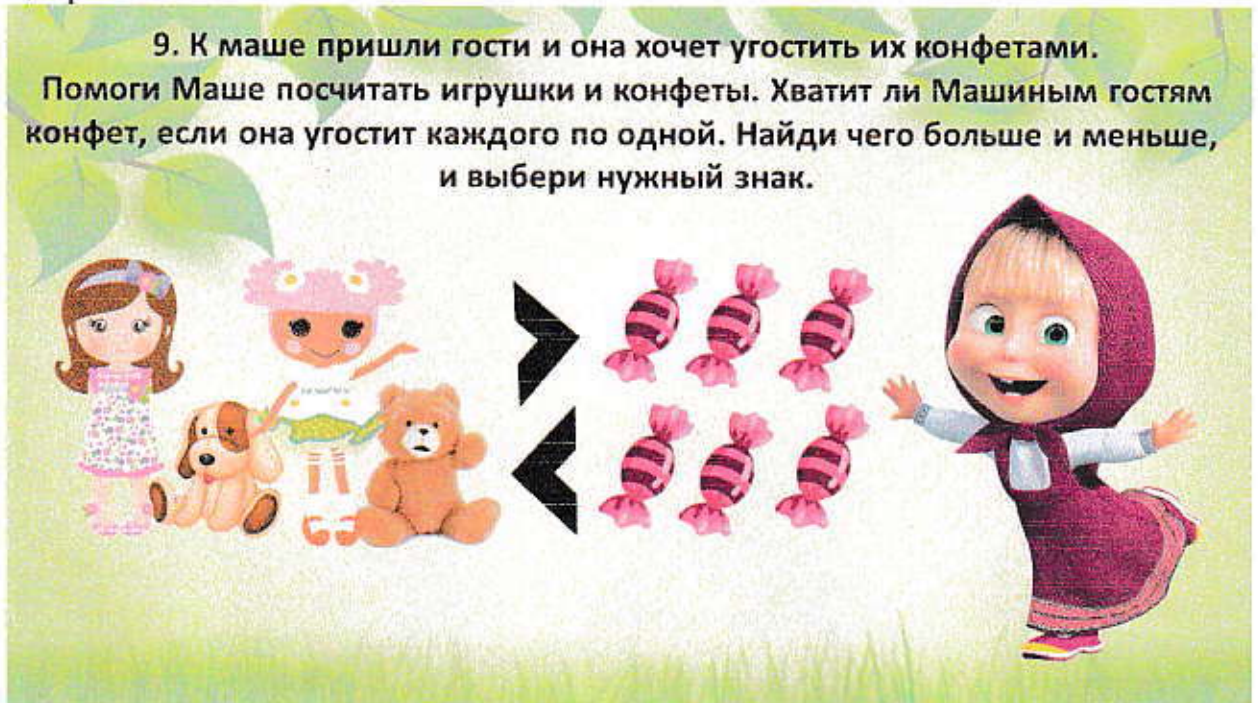 9. К маше пришли гости и она хочет угостить их конфетами.
Помоги Маше посчитать игрушки и конфеты. Хватит ли Машиным гостям
конфет, если она угостит каждого по одной. Найди чего больше и меньше,
и выбери нужный знак.